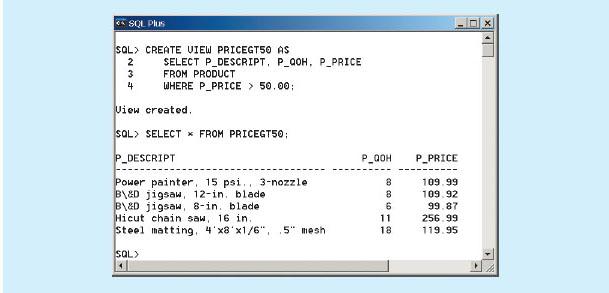 SQL Plus
SQL> CREATE VIEW PRICEGT50 AS
2 SELECT P_DESCRIPT, P_QOH, P_PRICE
3 FROM PRODUCT
4 WHERE P_PRICE > 50.00;
View created.
SQL> SELECT * FROM PRICEGT50;
P_DESCRIPT P_QOH P_PRICE
----------------------------------- ---------- ----------
Power painter, 15 psi., 3-nozzle 8 109.99
B\&D jigsaw, 12-in. blade 8 109.92
B\&D jigsaw, 8-in. blade 6 99.87
Hicut chain saw, 16 in. 11 256.99
Steel matting, 4'x8'x1/6", .5" mesh 18 119.95
SQL>